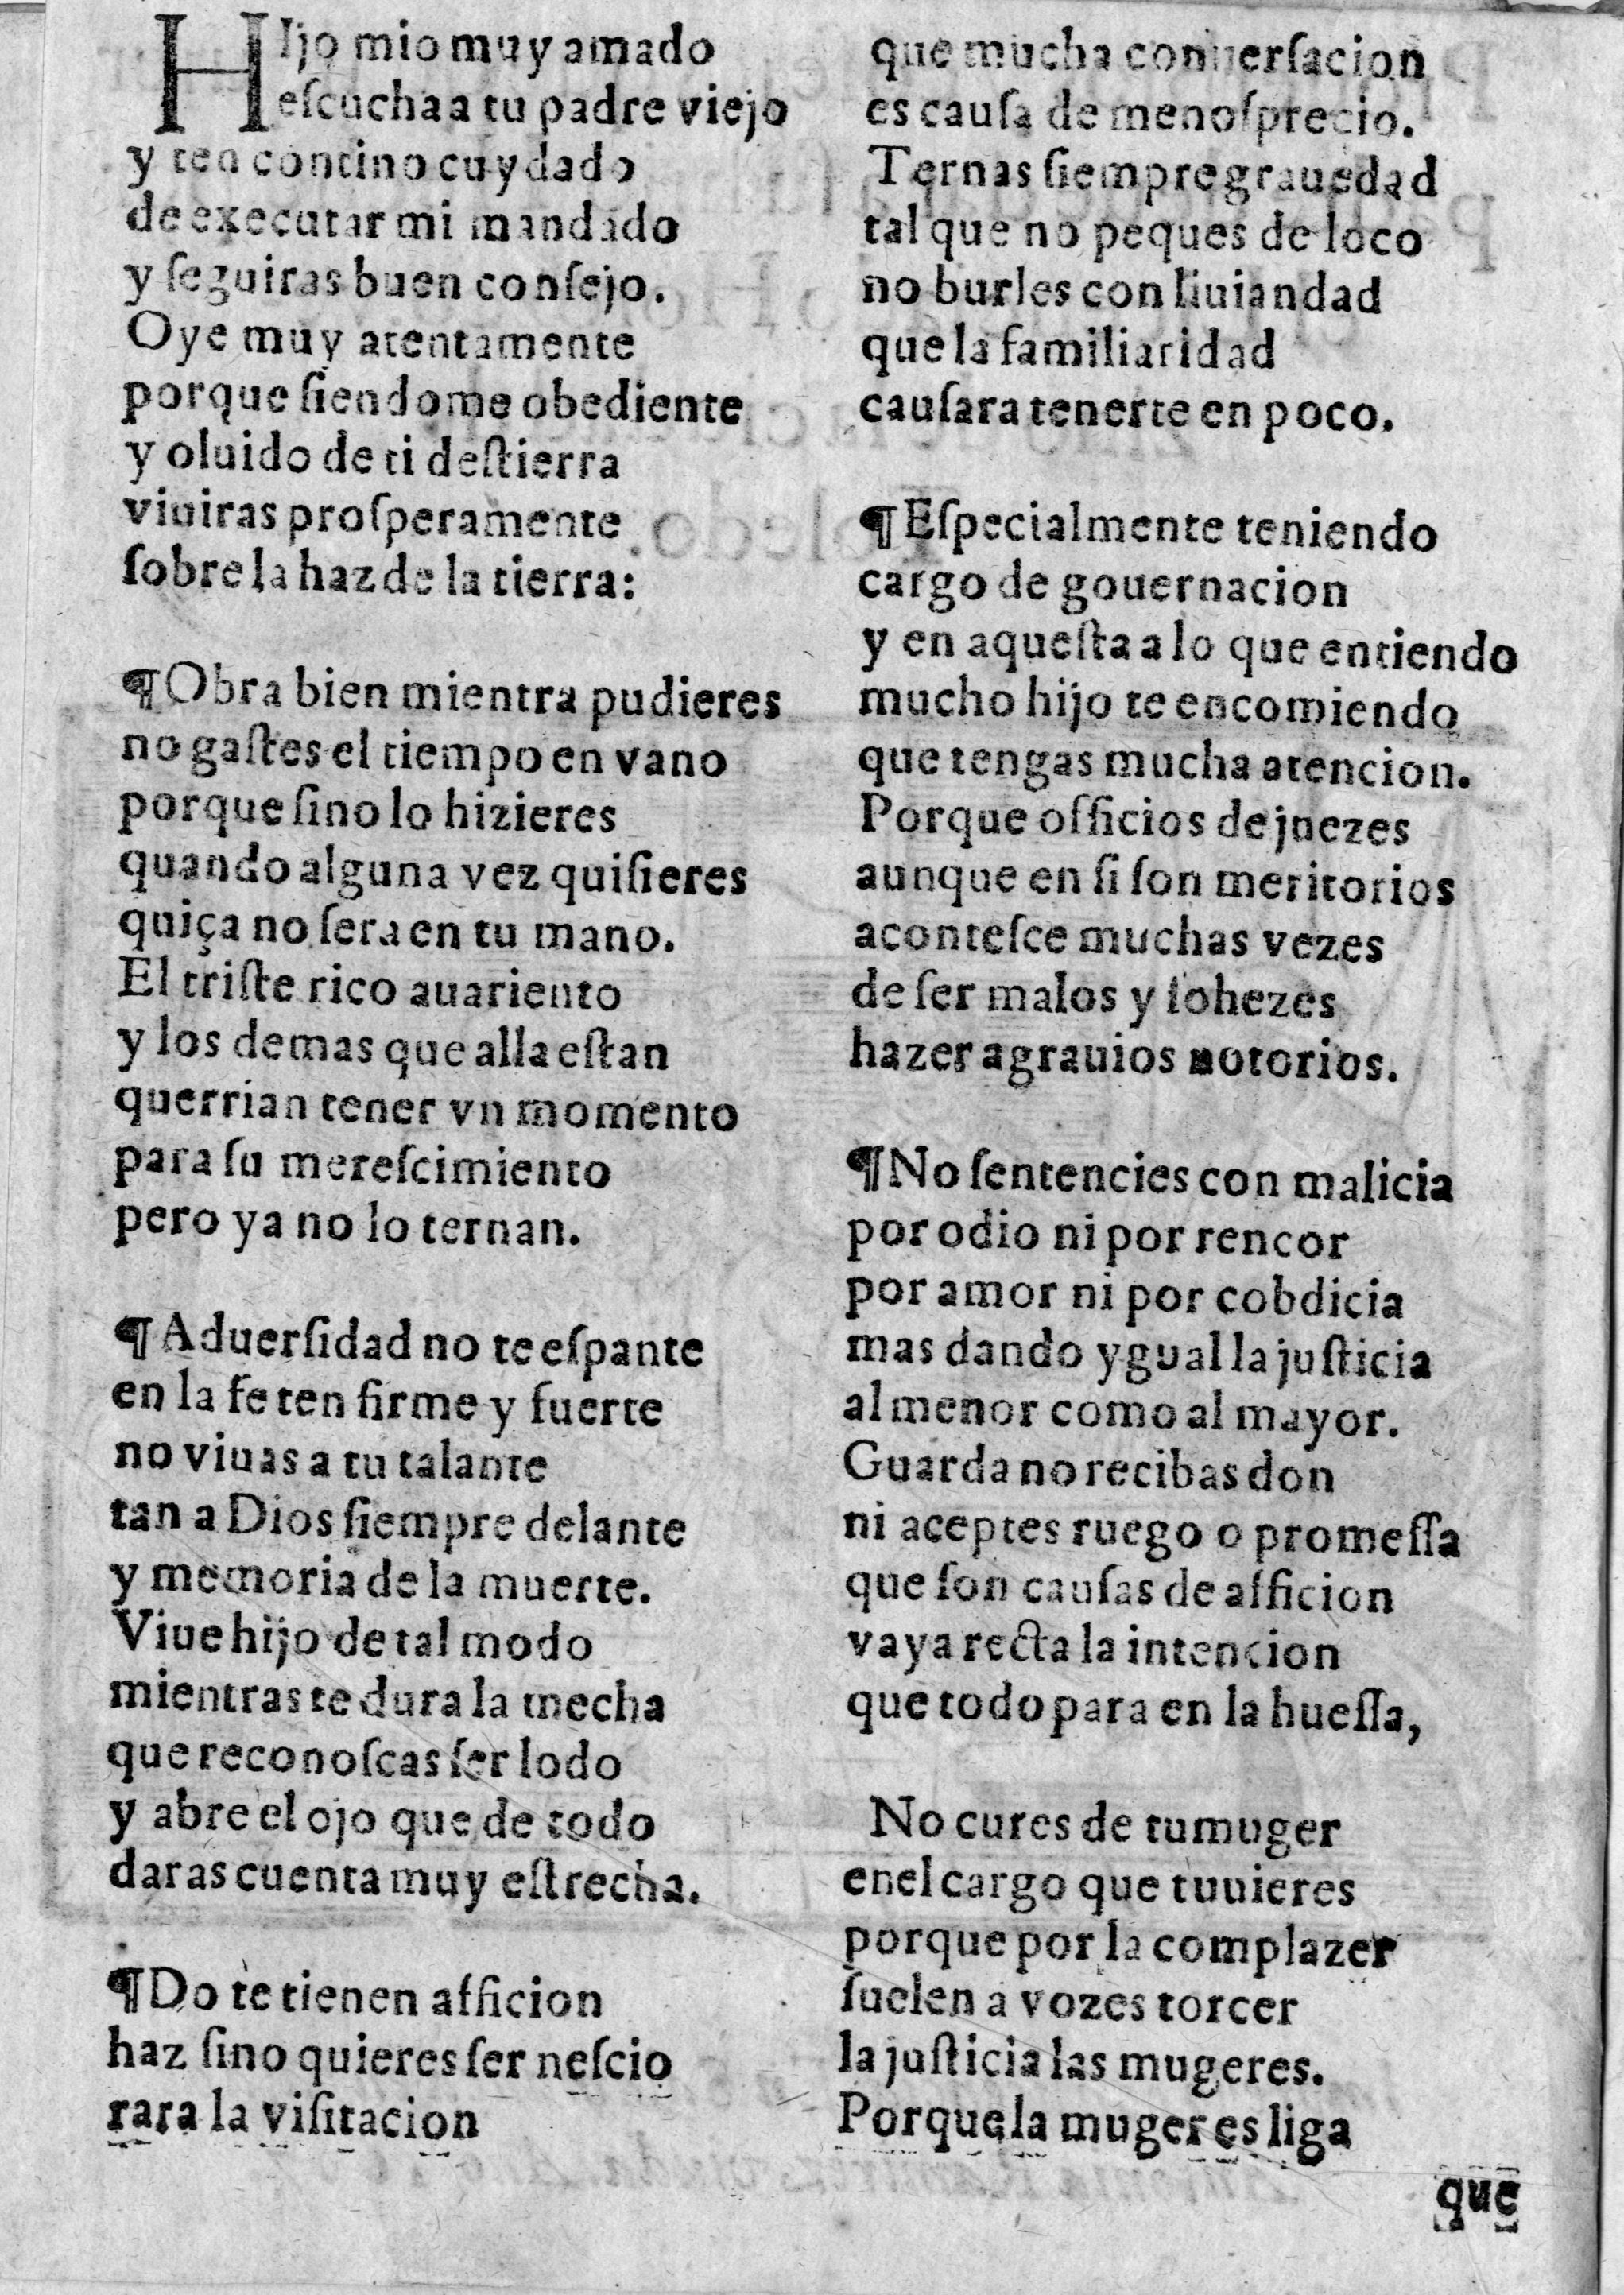 HIjo mio muy amado
eſcucha a tu padre viejo
y ten contino cuydado
de executar mi mandado
y ſeguiras buen conſejo.
Oye muy atentamente
porque ſiendome obediente
y oluido de ti deſtierra
viuiras proſperamente
ſobre la haz de la tierra:
¶Obra bien mientra pudieres
no gaſtes el tiempo en vano
porque ſino lo hizieres
quando alguna vez quiſieres
quiça no ſera en tu mano.
El triſte rico auariento
y los demas que alla eſtan
querrian tener vn momento
para ſu mereſcimiento
pero ya no lo ternan.
¶Aduerſidad no te eſpante
en la fe ten firme y fuerte
no viuas a tu talante
tan a Dios ſiempre delante
y memoria de la muerte.
Viue hijo de tal modo
mientras te dura la mecha
que reconoſcas ſer lodo
y abre el ojo que de todo
daras cuenta muy eſtrecha.
¶Do te tienen afficion
haz ſino quieres ſer neſcio
rara la viſitacion
que mucha conuerſacion
es cauſa de menoſprecio.
Ternas ſiempre grauedad
tal que no peques de loco
no burles con liuiandad
que la familiaridad
cauſara tenerte en poco.
¶Eſpecialmente teniendo
cargo de gouernacion
y en aqueſta a lo que entiendo
mucho hijo te encomiendo
que tengas mucha atencion.
Porque officios de juezes
aunque en ſi ſon meritorios
aconteſce muchas vezes
de ſer malos y ſohezes
hazer agrauios notorios.
¶No ſentencies con malicia
por odio ni por rencor
por amor ni por cobdicia
mas dando ygual la juſticia
al menor como al mayor.
Guarda no recibas don
ni aceptes ruego o promeſſa
que ſon cauſas de afficion
vaya recta la intencion
que todo para en la hueſſa,
No cures de tu muger
enel cargo que tuuieres
porque por la complazer
ſuelen a vozes torcer
la juſticia las mugeres.
Porque la muger es liga
que